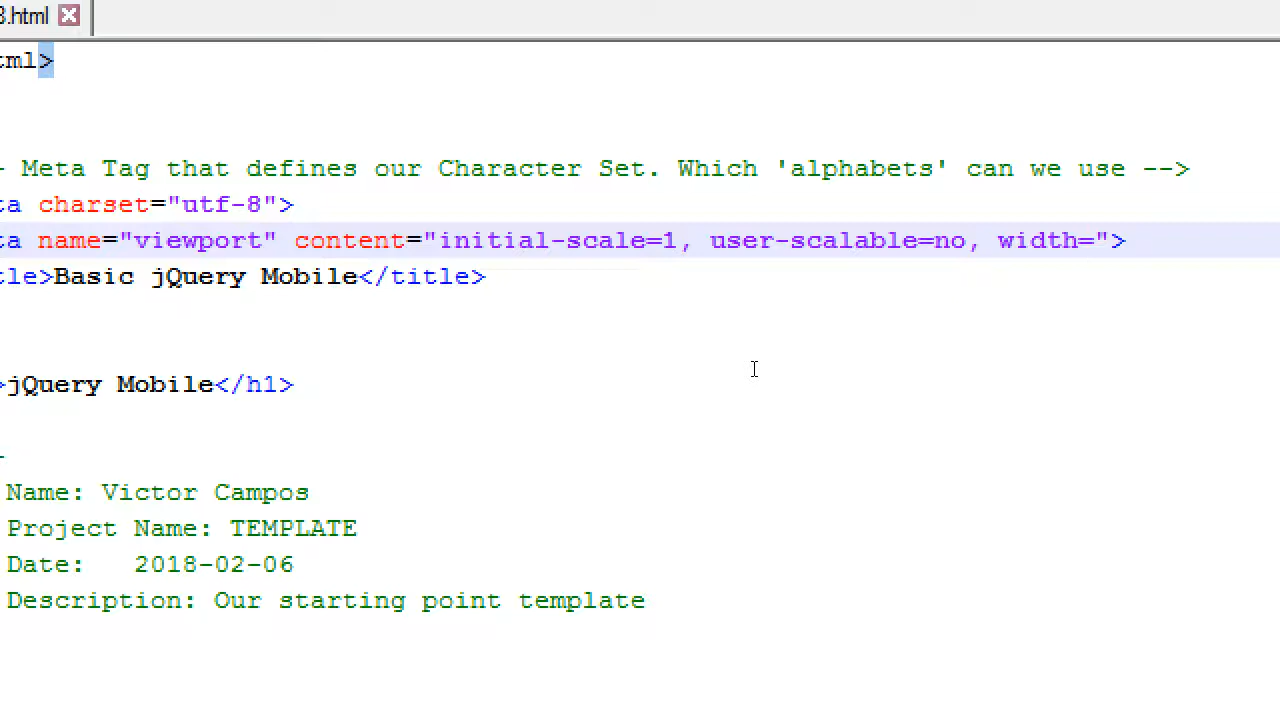 3.html
tml>
- Meta Tag that defines our Character Set. Which 'alphabets' can we use -->
ta charset="utf-8">
ta name="viewport" content="initial-scale=1, user-scalable=no, width=">
tle>Basic jQuery Mobile</title>
>jQuery Mobile</h1>
-
Name: Victor Campos
Project Name: TEMPLATE
Date:   2018-02-06
Description: Our starting point template